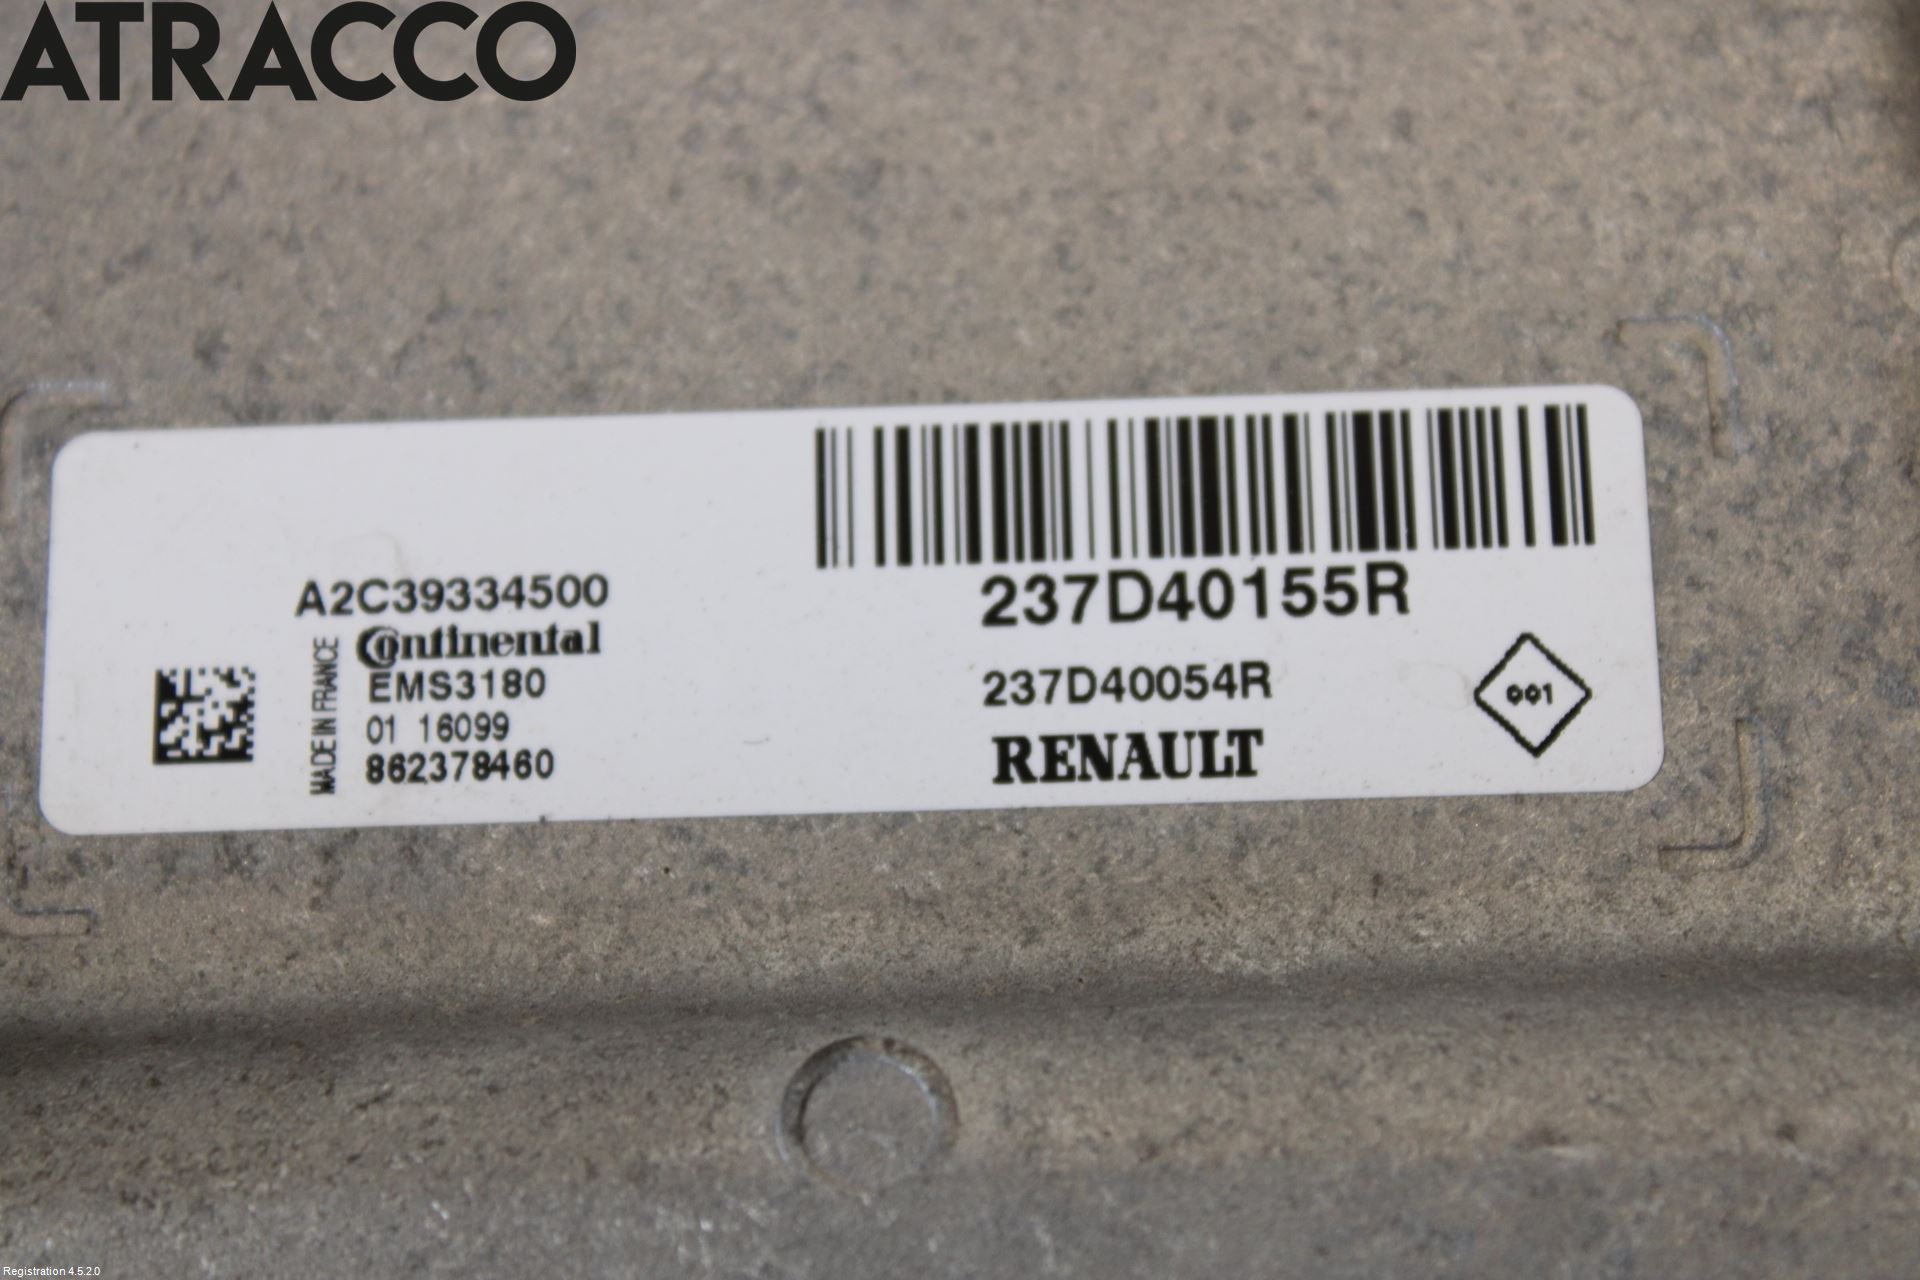 ATRACCO
A2C39334500
Continental
EMS3180
01 16099
862378460
MADE IN FRANCE
237D40155R
237D40054R
RENAULT
001
Registration 4.5.2.0